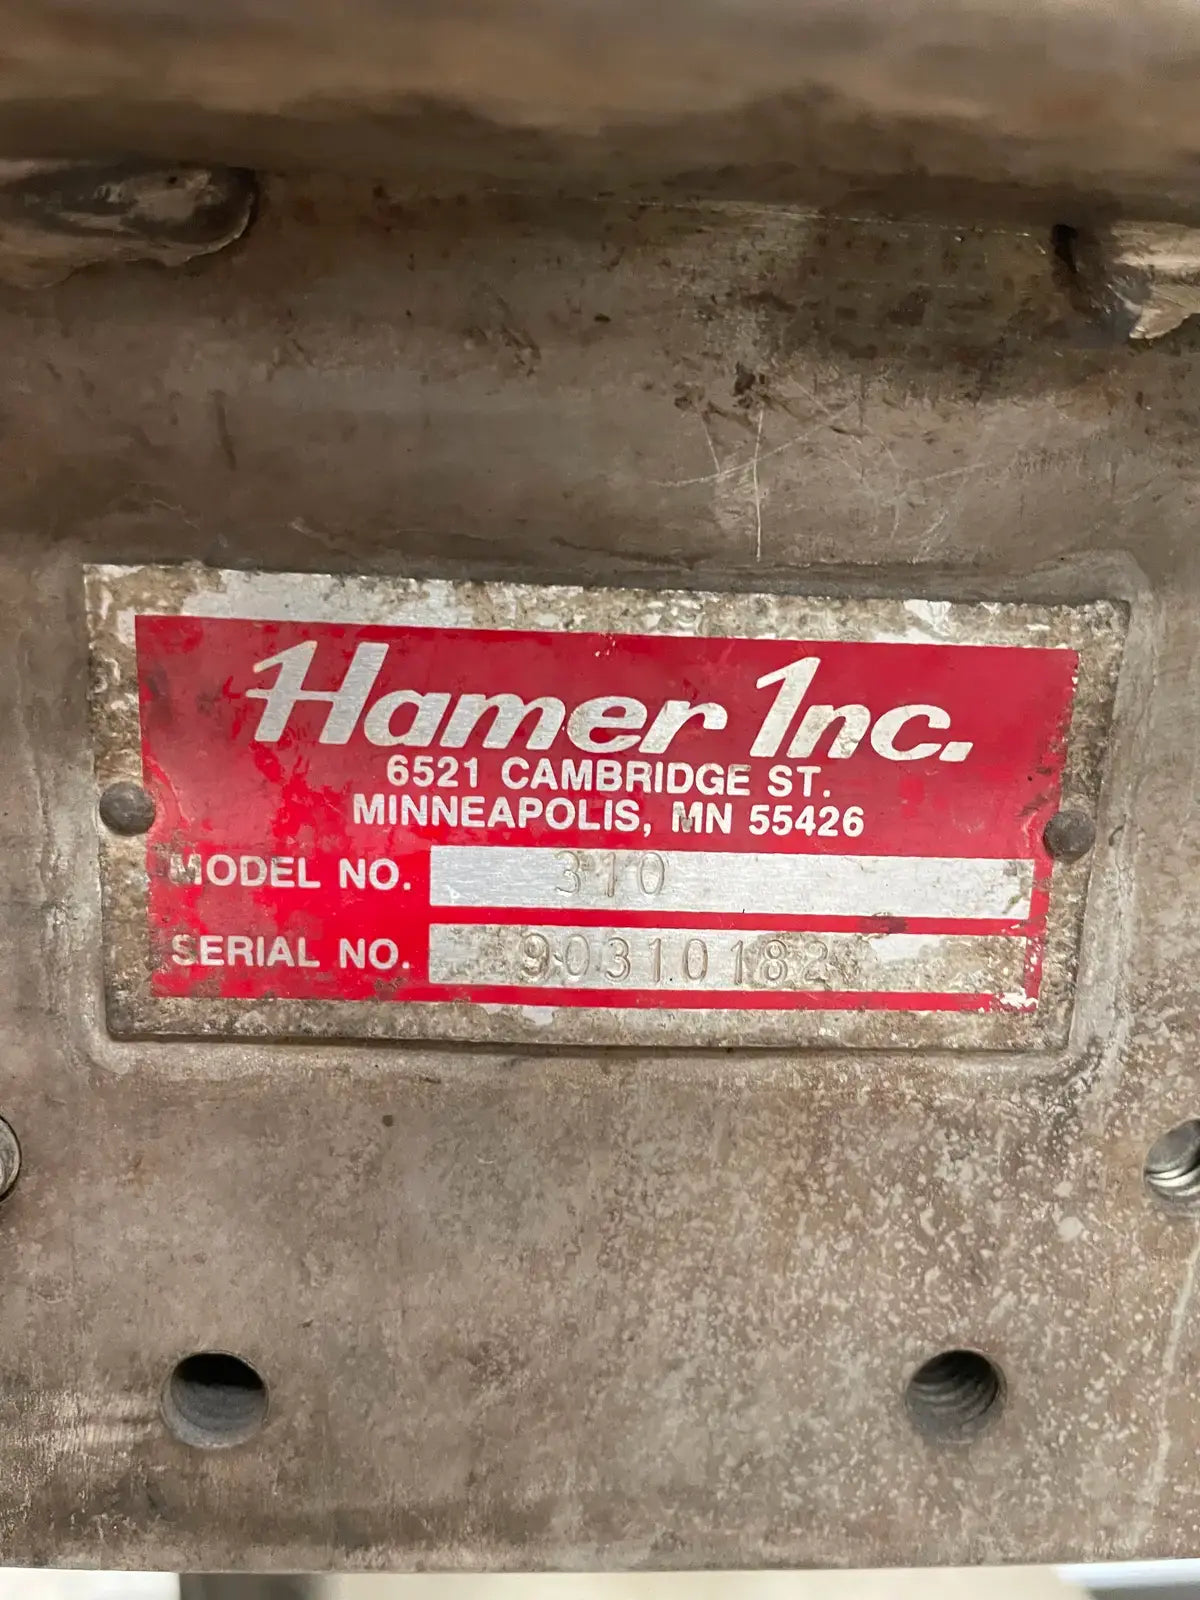 Hamer Inc.
6521 CAMBRIDGE ST.
MINNEAPOLIS, MN 55426
MODEL NO. 310
SERIAL NO. 90310182